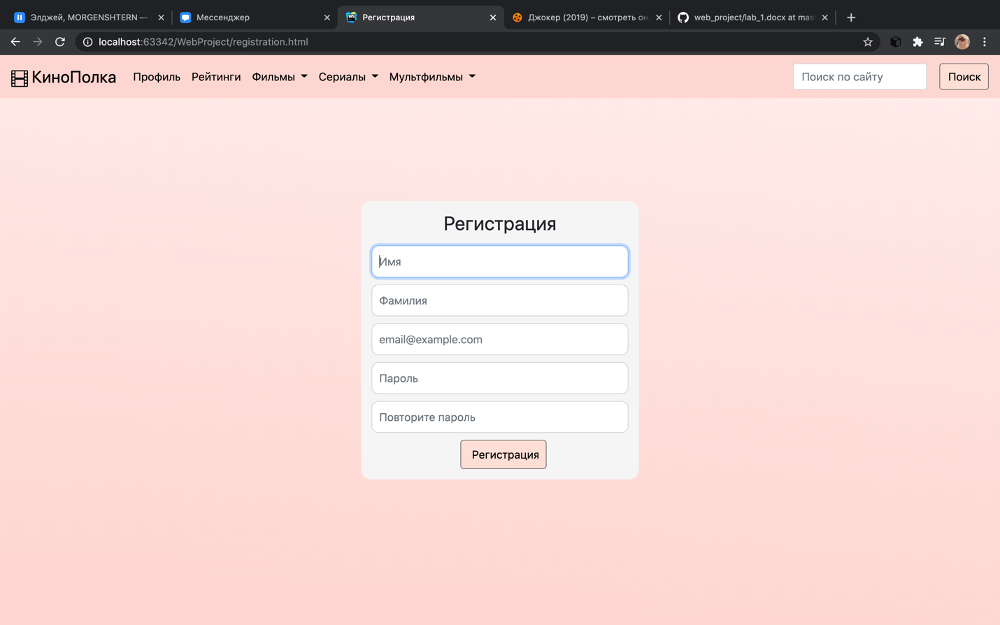 Элджей, MORGENSHTERN —
Мессенджер
Регистрация
Джокер (2019) – смотреть он
web_project/lab_1.docx at mas
localhost:63342/WebProject/registration.html
КиноПолка
Профиль
Рейтинги
Фильмы
Сериалы
Мультфильмы
Поиск по сайту
Поиск
Регистрация
Имя
Фамилия
email@example.com
Пароль
Повторите пароль
Регистрация